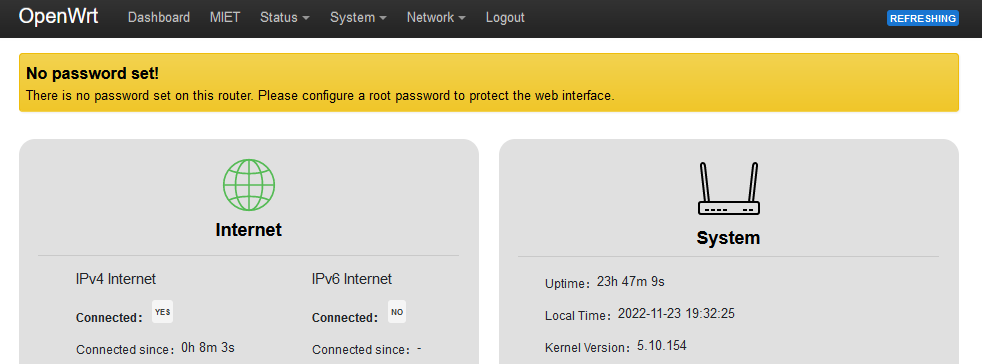 OpenWrt Dashboard MIET Status System Network Logout REFRESHING
No password set!
There is no password set on this router. Please configure a root password to protect the web interface.
Internet
IPv4 Internet
Connected: YES
Connected since: 0h 8m 3s
IPv6 Internet
Connected: NO
Connected since: -
System
Uptime: 23h 47m 9s
Local Time: 2022-11-23 19:32:25
Kernel Version: 5.10.154